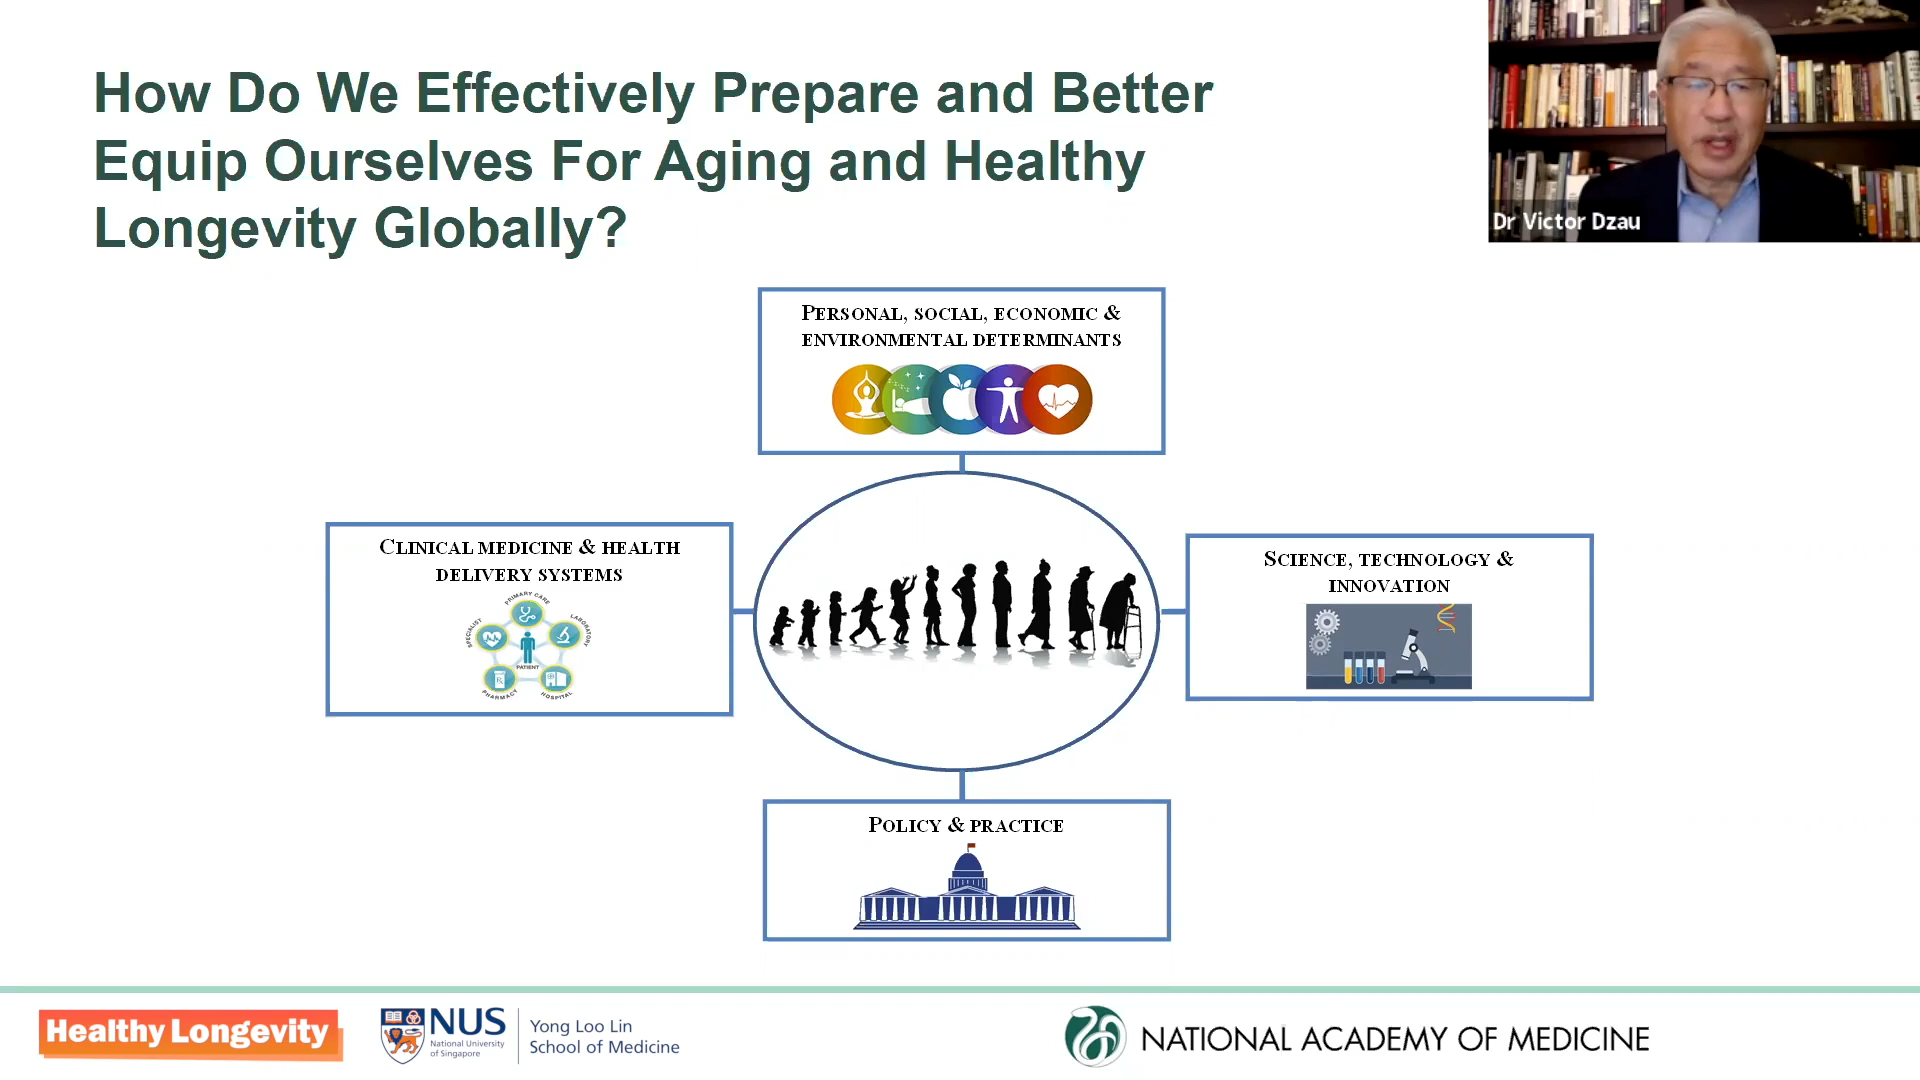 How Do We Effectively Prepare and Better
Equip Ourselves For Aging and Healthy
Longevity Globally?
Dr Victor Dzau
PERSONAL, SOCIAL, ECONOMIC &
ENVIRONMENTAL DETERMINANTS
CLINICAL MEDICINE & HEALTH
DELIVERY SYSTEMS
PRIMARY CARE
SPECIALIST
LABORATORY
PATIENT
PHARMACY
HOSPITAL
SCIENCE, TECHNOLOGY &
INNOVATION
POLICY & PRACTICE
Healthy Longevity
NUS
National University
of Singapore
Yong Loo Lin
School of Medicine
NATIONAL ACADEMY OF MEDICINE